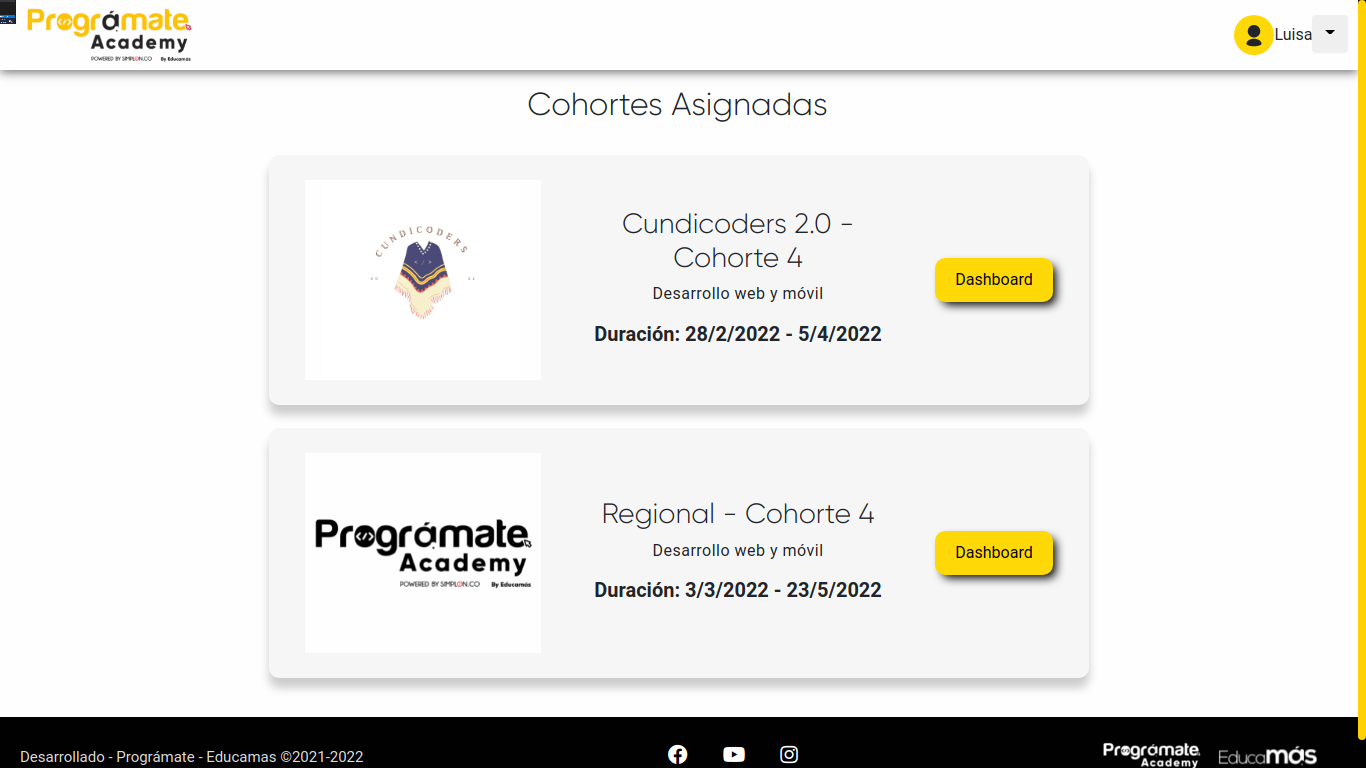 Prográmate
Academy
POWERED BY SIMPLON.CO By Educamás
Luisa
Cohortes Asignadas
CUNDICODERS
Cundicoders 2.0 -
Cohorte 4
Desarrollo web y móvil
Duración: 28/2/2022 - 5/4/2022
Dashboard
Prográmate
Academy
POWERED BY SIMPLON.CO By Educamás
Regional - Cohorte 4
Desarrollo web y móvil
Duración: 3/3/2022 - 23/5/2022
Dashboard
Desarrollado - Prográmate - Educamas ©2021-2022
Prográmate
Academy
Educamás